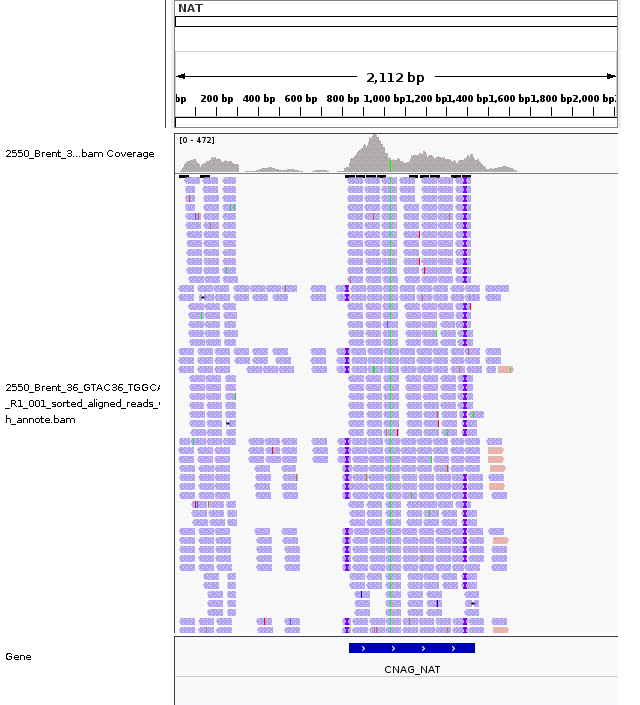 NAT
2,112 bp
bp 200 bp 400 bp 600 bp 800 bp 1,000 bp 1,200 bp 1,400 bp 1,600 bp 1,800 bp 2,000 bp
[0 - 472]
2550_Brent_3...bam Coverage
2550_Brent_36_GTAC36_TGGCA
_R1_001_sorted_aligned_reads_
h_annote.bam
Gene
CNAG_NAT